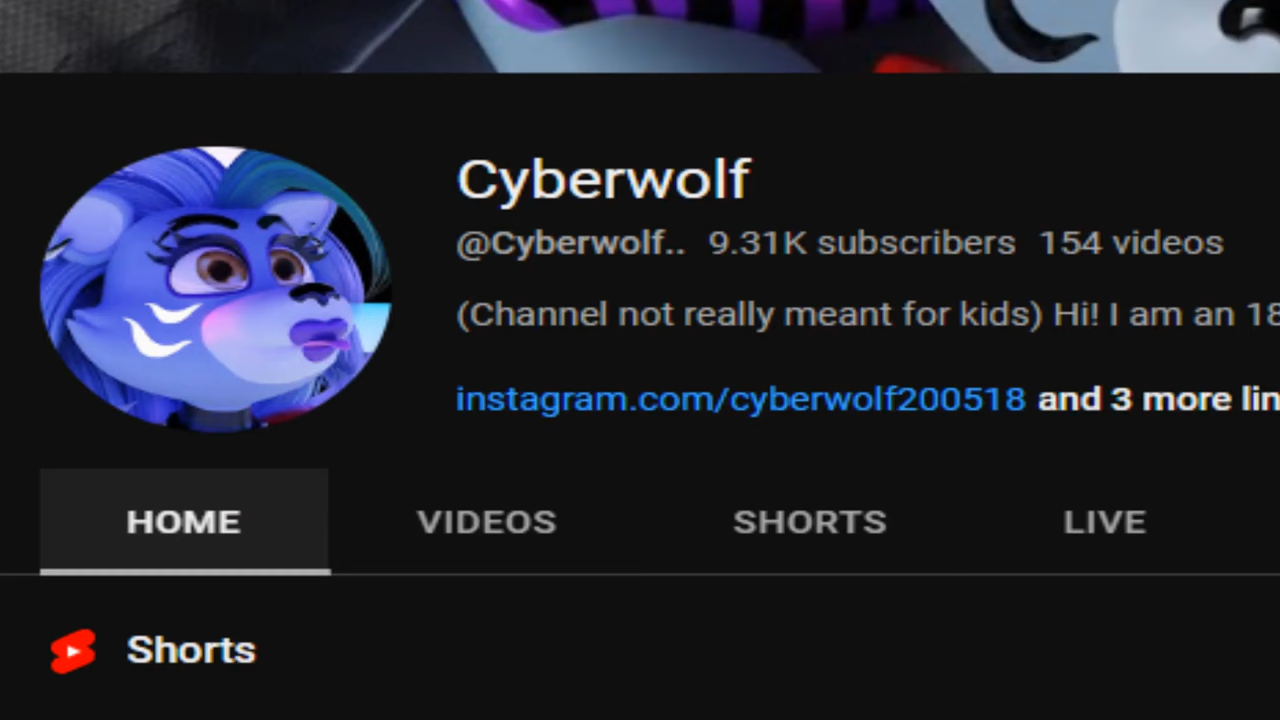 Cyberwolf
@Cyberwolf.. 9.31K subscribers 154 videos
(Channel not really meant for kids) Hi! I am an 18
instagram.com/cyberwolf200518 and 3 more lin
HOME VIDEOS SHORTS LIVE
Shorts